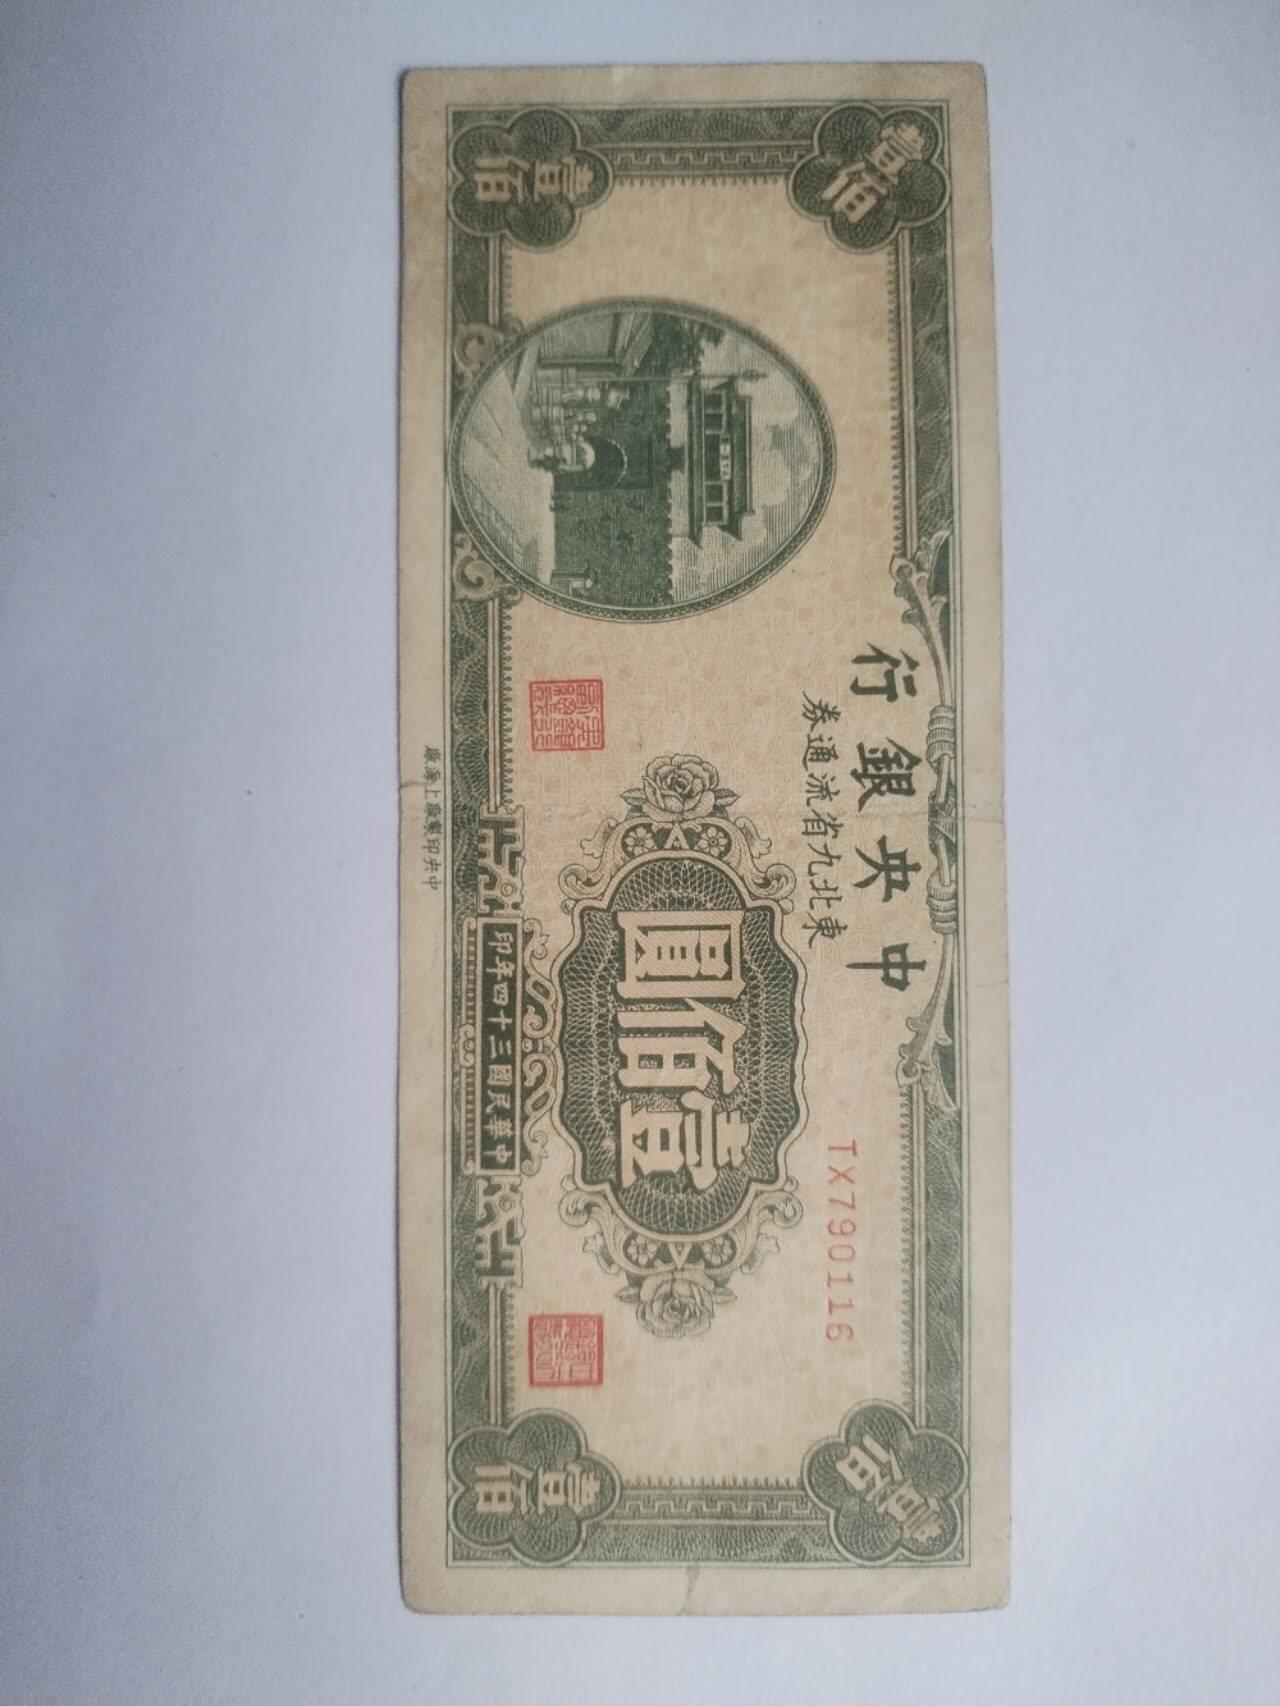 壹佰
壹佰
中央銀行
東北九省流通券
TX790116
壹佰圓
中華民國三十四年印
壹佰
壹佰
中央印製廠上海廠